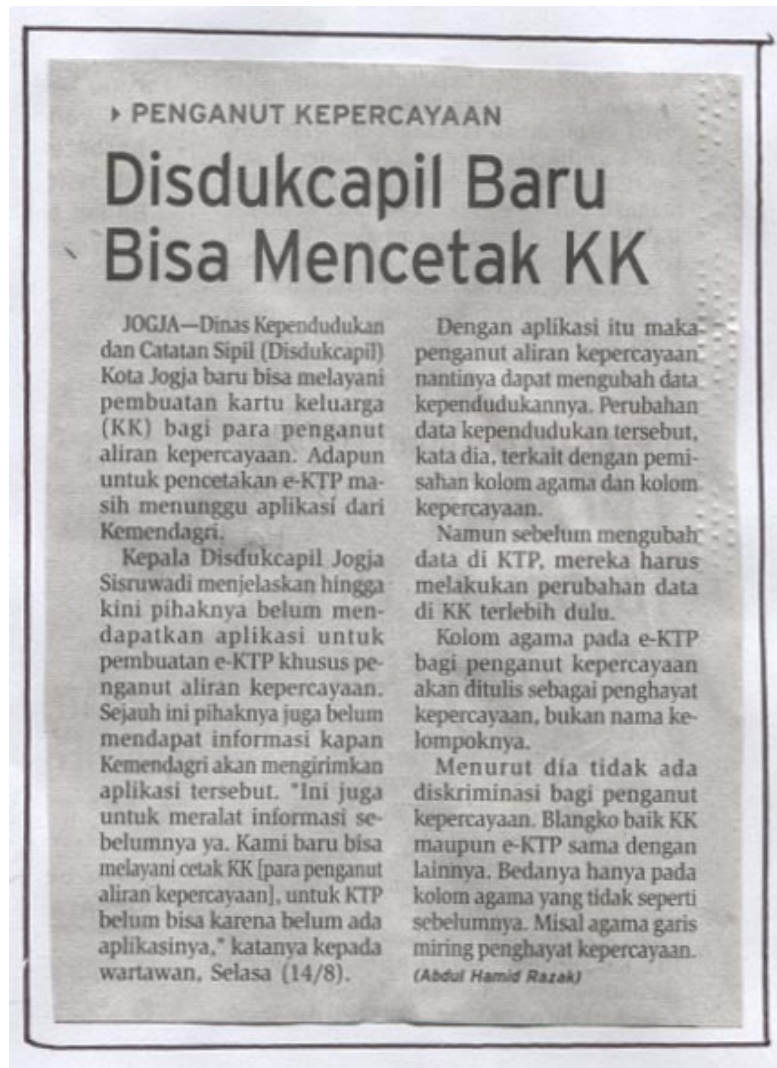 PENGANUT KEPERCAYAAN
Disdukcapil Baru
Bisa Mencetak KK
JOGJA—Dinas Kependudukan
dan Catatan Sipil (Disdukcapil)
Kota Jogja baru bisa melayani
pembuatan kartu keluarga
(KK) bagi para penganut
aliran kepercayaan. Adapun
untuk pencetakan e-KTP ma-
sih menunggu aplikasi dari
Kemendagri.
Kepala Disdukcapil Jogja
Sisruwadi menjelaskan hingga
kini pihaknya belum men-
dapatkan aplikasi untuk
pembuatan e-KTP khusus pe-
nganut aliran kepercayaan.
Sejauh ini pihaknya juga belum
mendapat informasi kapan
Kemendagri akan mengirimkan
aplikasi tersebut. "Ini juga
untuk meralat informasi se-
belumnya ya. Kami baru bisa
melayani cetak KK [para penganut
aliran kepercayaan], untuk KTP
belum bisa karena belum ada
aplikasinya," katanya kepada
wartawan, Selasa (14/8).
Dengan aplikasi itu maka
penganut aliran kepercayaan
nantinya dapat mengubah data
kependudukannya. Perubahan
data kependudukan tersebut,
kata dia, terkait dengan pemi-
sahan kolom agama dan kolom
kepercayaan.
Namun sebelum mengubah
data di KTP, mereka harus
melakukan perubahan data
di KK terlebih dulu.
Kolom agama pada e-KTP
bagi penganut kepercayaan
akan ditulis sebagai penghayat
kepercayaan, bukan nama ke-
lompoknya.
Menurut dia tidak ada
diskriminasi bagi penganut
kepercayaan. Blangko baik KK
maupun e-KTP sama dengan
lainnya. Bedanya hanya pada
kolom agama yang tidak seperti
sebelumnya. Misal agama garis
miring penghayat kepercayaan.
(Abdul Hamid Razak)